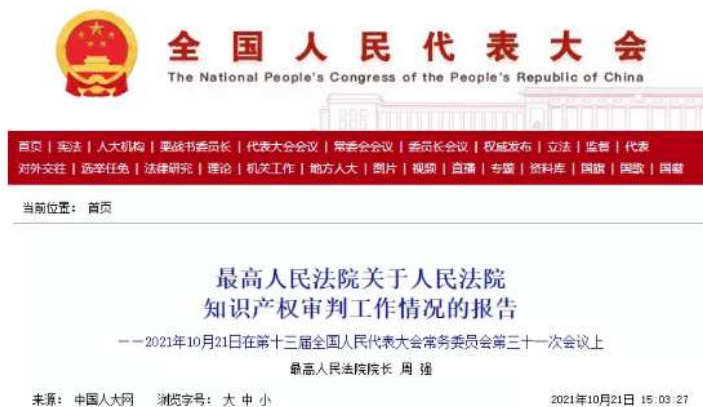 全国人民代表大会
The National People's Congress of the People's Republic of China
首页 | 宪法 | 人大机构 | 栗战书委员长 | 代表大会会议 | 常委会会议 | 委员长会议 | 权威发布 | 立法 | 监督 | 代表
对外交往 | 选举任免 | 法律研究 | 理论 | 机关工作 | 地方人大 | 图片 | 视频 | 直播 | 专题 | 资料库 | 国旗 | 国歌 | 国徽
当前位置： 首页
最高人民法院关于人民法院
知识产权审判工作情况的报告
——2021年10月21日在第十三届全国人民代表大会常务委员会第三十一次会议上
最高人民法院院长 周 强
来源： 中国人大网 浏览字号： 大 中 小 2021年10月21日 15:03:27